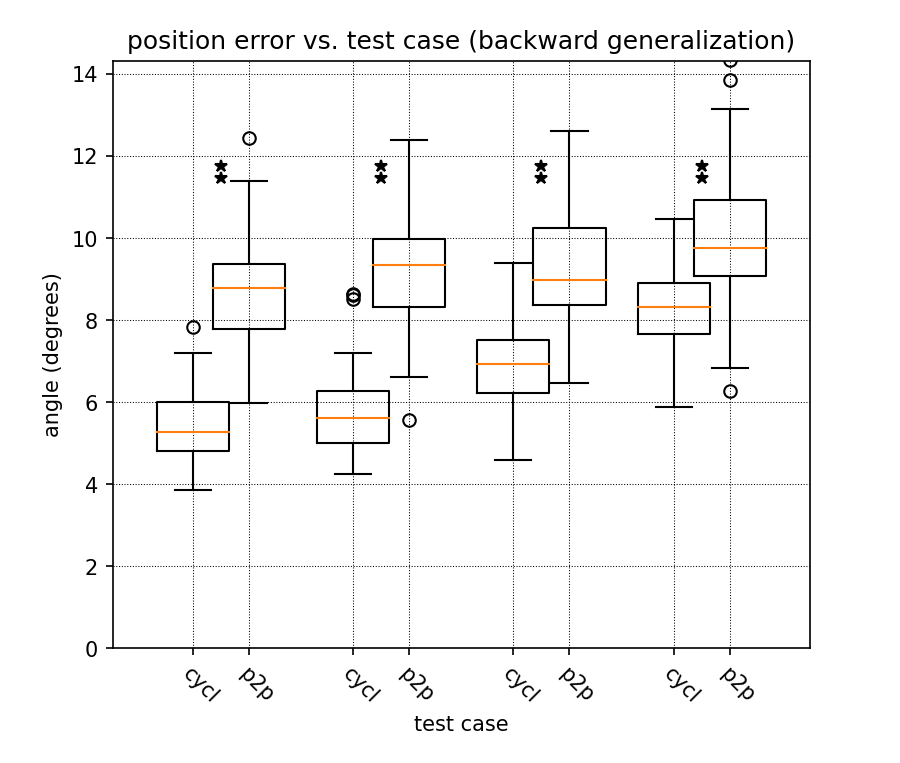 position error vs. test case (backward generalization)
14
12
10
8
6
4
2
0
angle (degrees)
cycl p2p cycl p2p cycl p2p cycl p2p
test case